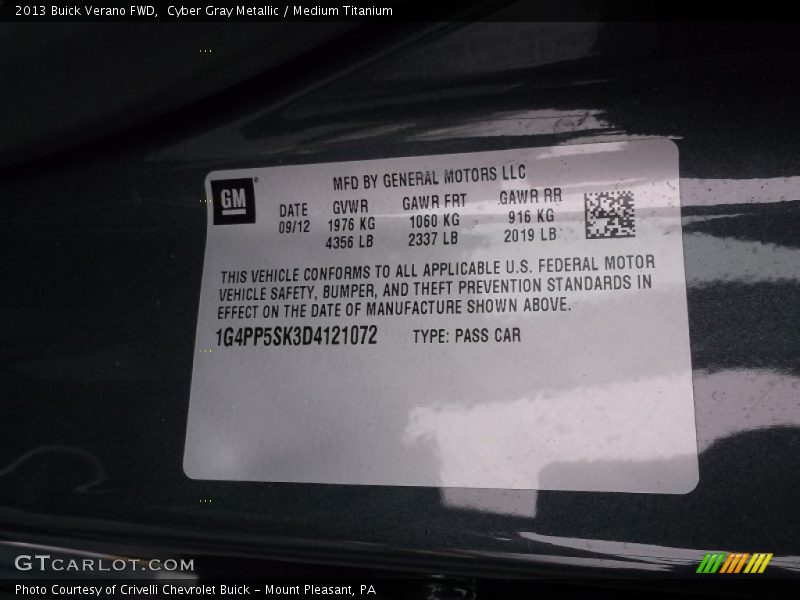 2013 Buick Verano FWD,  Cyber Gray Metallic / Medium Titanium
GM
MFD BY GENERAL MOTORS LLC
DATE GVWR GAWR FRT GAWR RR
09/12 1976 KG 1060 KG 916 KG
4356 LB 2337 LB 2019 LB
THIS VEHICLE CONFORMS TO ALL APPLICABLE U.S. FEDERAL MOTOR
VEHICLE SAFETY, BUMPER, AND THEFT PREVENTION STANDARDS IN
EFFECT ON THE DATE OF MANUFACTURE SHOWN ABOVE.
1G4PP5SK3D4121072 TYPE: PASS CAR
GTCARLOT.COM
Photo Courtesy of Crivelli Chevrolet Buick - Mount Pleasant, PA